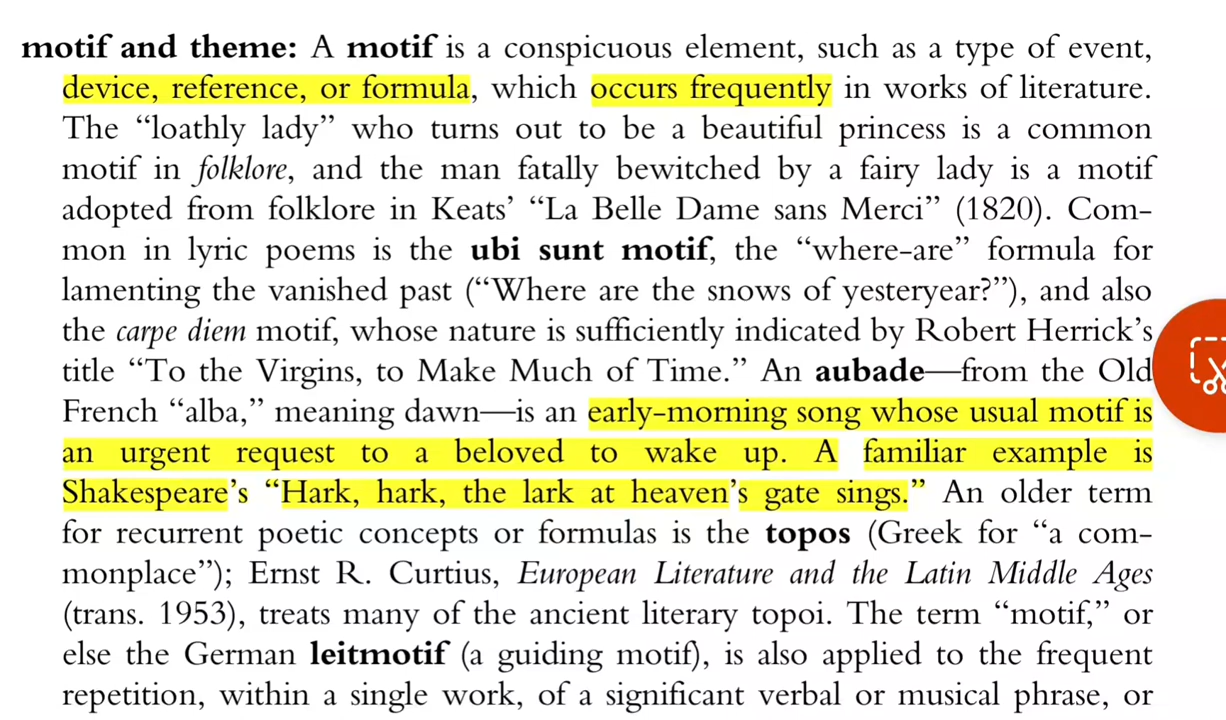 motif and theme: A motif is a conspicuous element, such as a type of event,
device, reference, or formula, which occurs frequently in works of literature.
The “loathly lady” who turns out to be a beautiful princess is a common
motif in folklore, and the man fatally bewitched by a fairy lady is a motif
adopted from folklore in Keats’ “La Belle Dame sans Merci” (1820). Com-
mon in lyric poems is the ubi sunt motif, the “where-are” formula for
lamenting the vanished past (“Where are the snows of yesteryear?”), and also
the carpe diem motif, whose nature is sufficiently indicated by Robert Herrick’s
title “To the Virgins, to Make Much of Time.” An aubade—from the Old
French “alba,” meaning dawn—is an early-morning song whose usual motif is
an urgent request to a beloved to wake up. A familiar example is
Shakespeare’s “Hark, hark, the lark at heaven’s gate sings.” An older term
for recurrent poetic concepts or formulas is the topos (Greek for “a com-
monplace”); Ernst R. Curtius, European Literature and the Latin Middle Ages
(trans. 1953), treats many of the ancient literary topoi. The term “motif,” or
else the German leitmotif (a guiding motif), is also applied to the frequent
repetition, within a single work, of a significant verbal or musical phrase, or